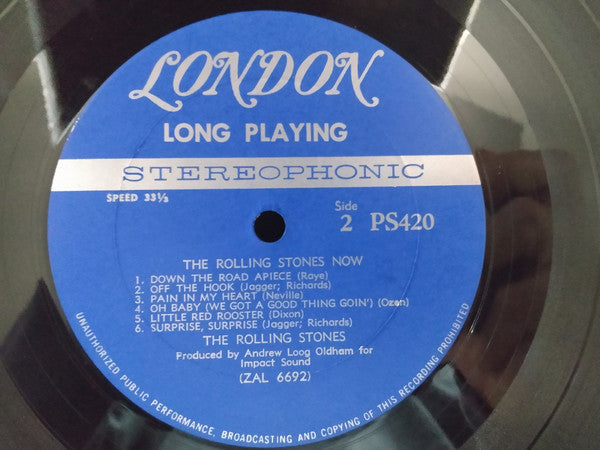 LONDON
LONG PLAYING
STEREOPHONIC
SPEED 33⅓
Side
2 PS420
THE ROLLING STONES NOW
1. DOWN THE ROAD APIECE (Raye)
2. OFF THE HOOK (Jagger; Richards)
3. PAIN IN MY HEART (Neville)
4. OH BABY (WE GOT A GOOD THING GOIN') (Ozen)
5. LITTLE RED ROOSTER (Dixon)
6. SURPRISE, SURPRISE (Jagger; Richards)
THE ROLLING STONES
Produced by Andrew Loog Oldham for
Impact Sound
(ZAL 6692)
UNAUTHORIZED PUBLIC PERFORMANCE, BROADCASTING AND COPYING OF THIS RECORDING PROHIBITED